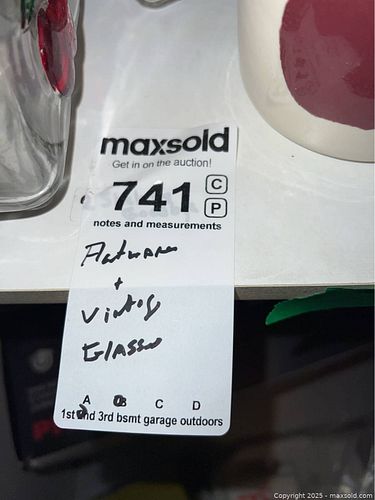 maxsold
Get in on the auction!
741 C
P
notes and measurements
Flatware
+
Vintag
Glasses
A B C D
1st 2nd 3rd bsmt garage outdoors
Copyright 2025 - maxsold.com